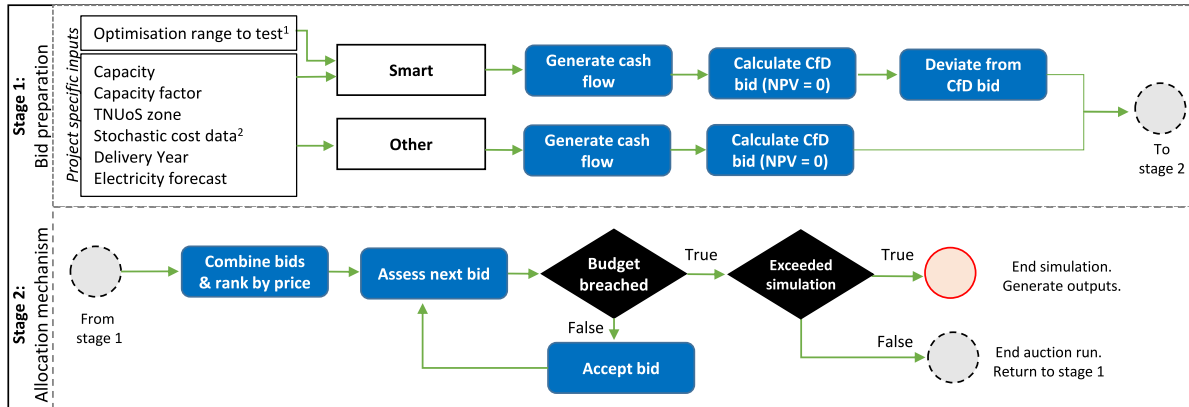 Stage 1:
Bid preparation
Project specific inputs
Optimisation range to test1
Capacity
Capacity factor
TNUoS zone
Stochastic cost data2
Delivery Year
Electricity forecast
Smart
Generate cash
flow
Calculate CfD
bid (NPV = 0)
Deviate from
CfD bid
Other
Generate cash
flow
Calculate CfD
bid (NPV = 0)
To
stage 2
Stage 2:
Allocation mechanism
From
stage 1
Combine bids
& rank by price
Assess next bid
Budget
breached
True
Exceeded
simulation
True
End simulation.
Generate outputs.
False
Accept bid
False
End auction run.
Return to stage 1